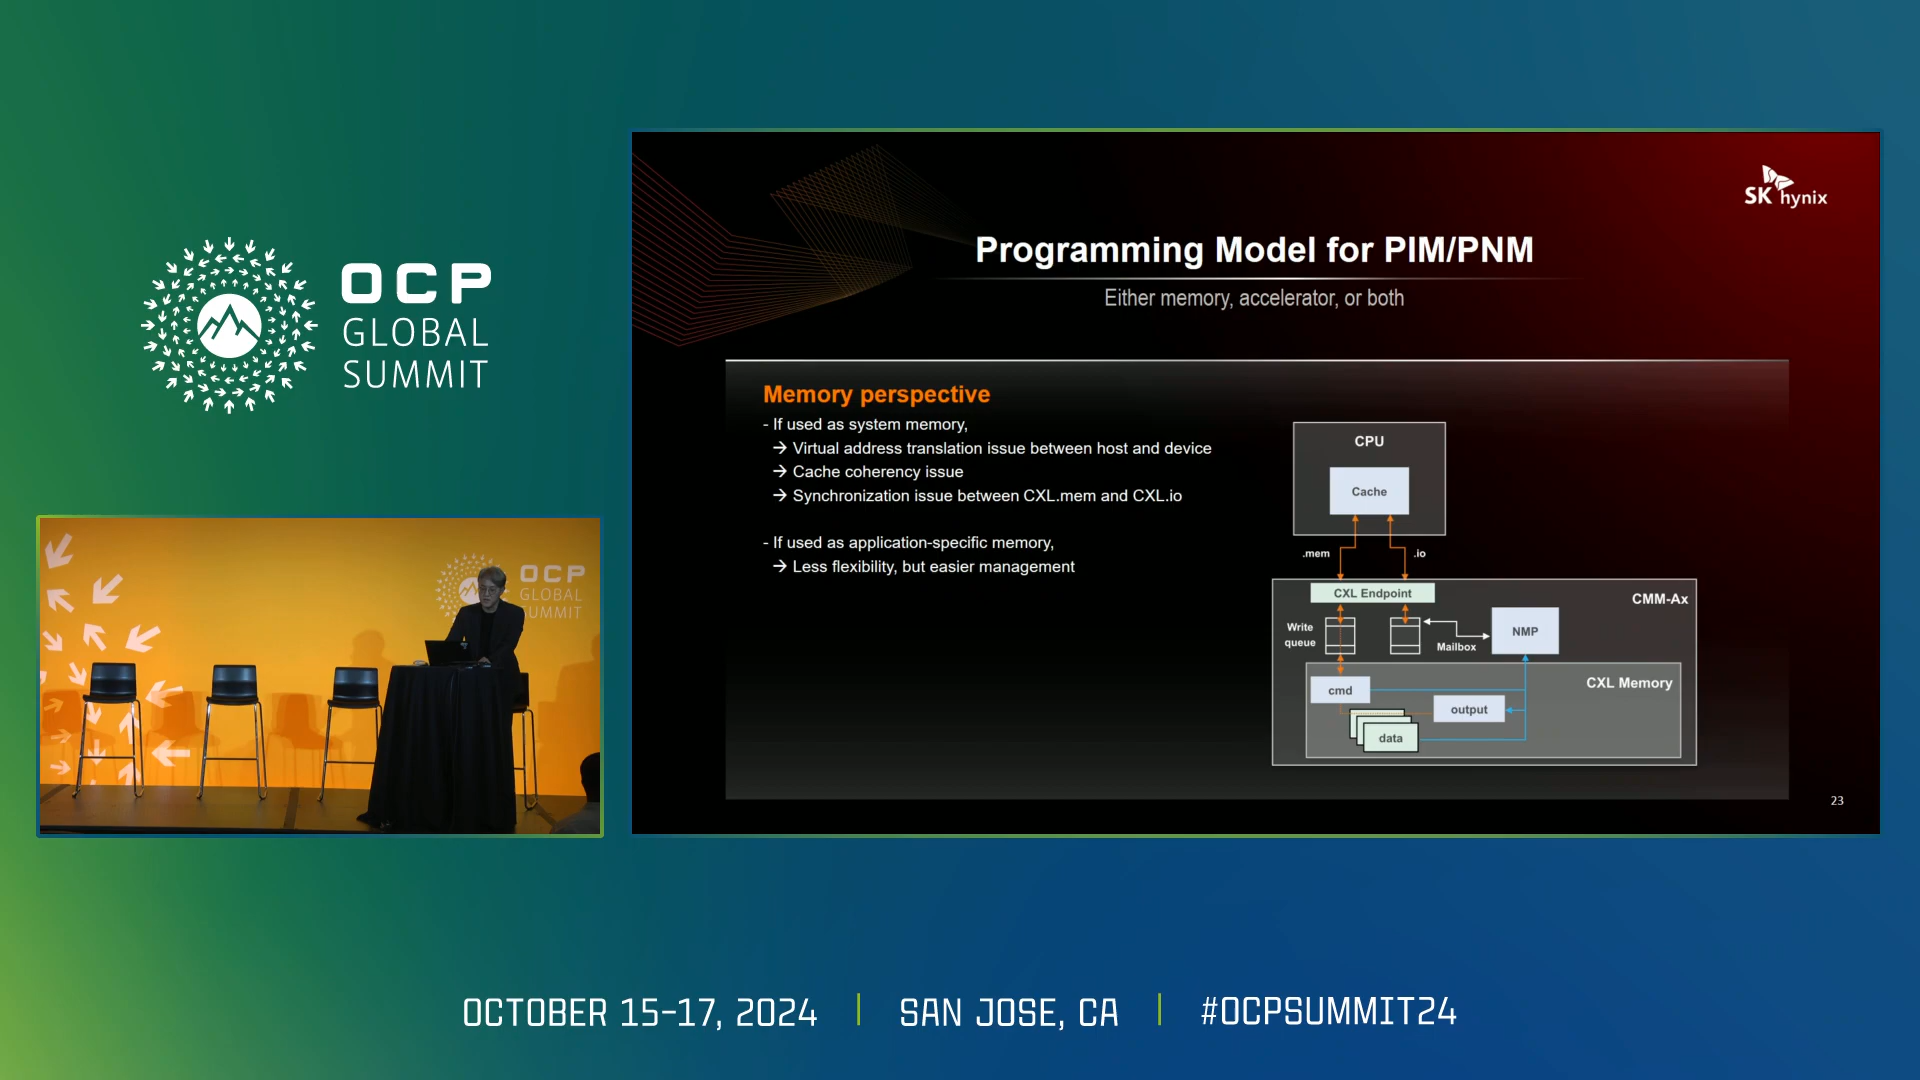 OCP
GLOBAL
SUMMIT
OCP
GLOBAL
SUMMIT
SK hynix
Programming Model for PIM/PNM
Either memory, accelerator, or both
Memory perspective
- If used as system memory,
→ Virtual address translation issue between host and device
→ Cache coherency issue
→ Synchronization issue between CXL.mem and CXL.io
- If used as application-specific memory,
→ Less flexibility, but easier management
CPU
Cache
.mem
.io
CXL Endpoint
CMM-Ax
Write
queue
Mailbox
NMP
CXL Memory
cmd
output
data
23
OCTOBER 15-17, 2024 | SAN JOSE, CA | #OCPSUMMIT24